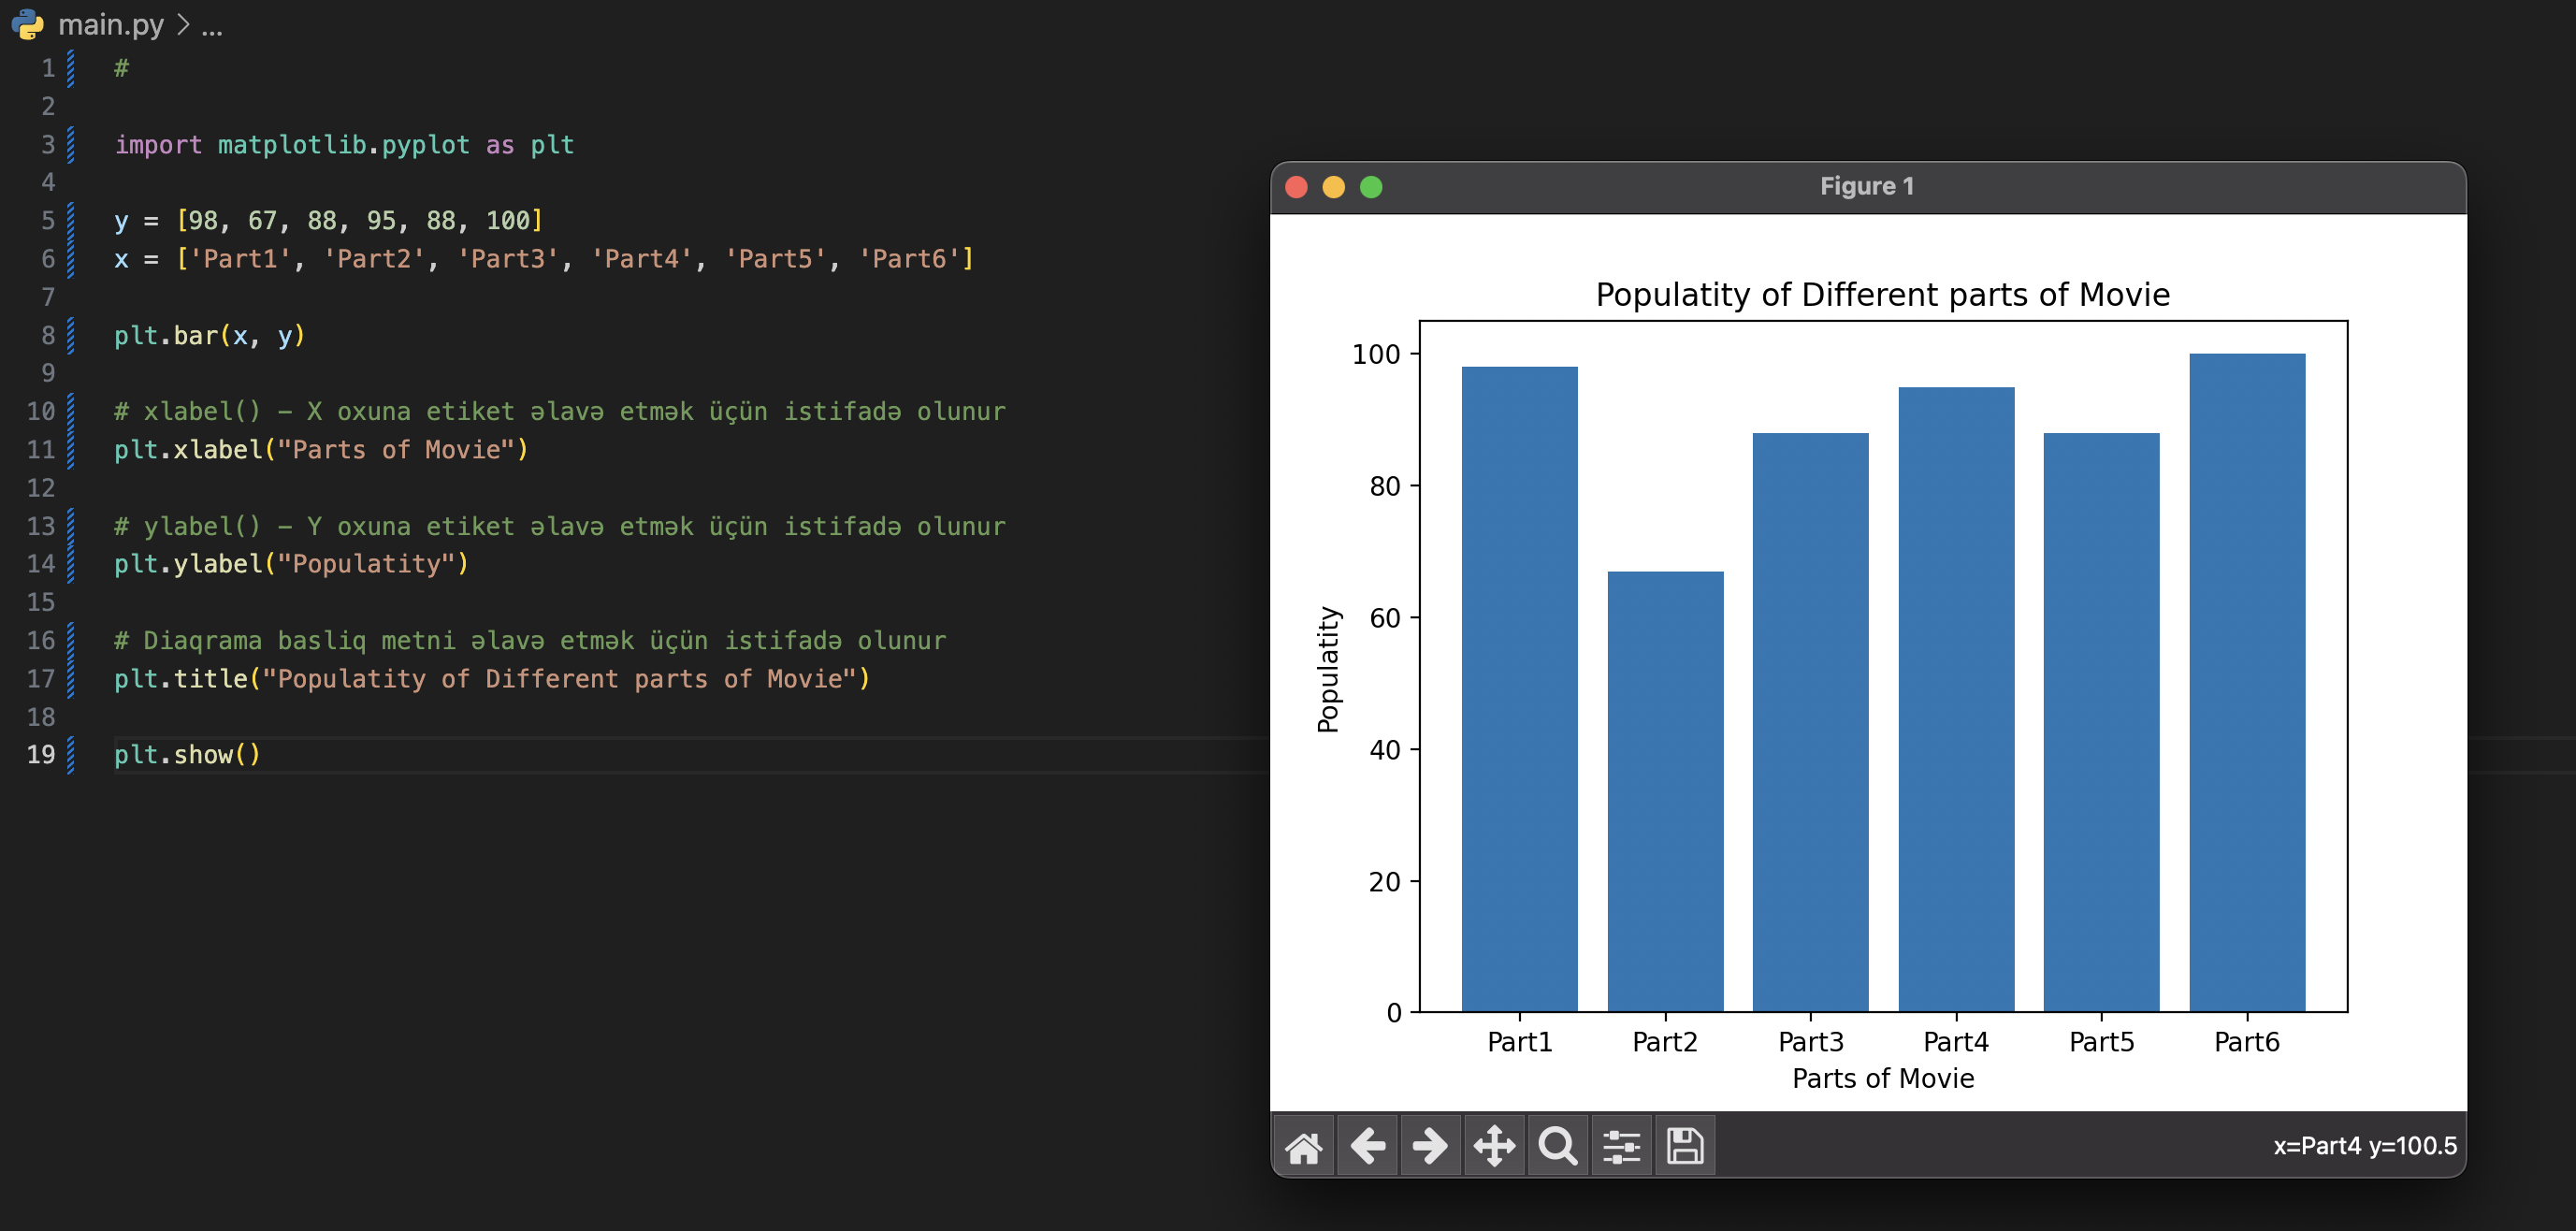 main.py > ...
1 #
2
3 import matplotlib.pyplot as plt
4
5 y = [98, 67, 88, 95, 88, 100]
6 x = ['Part1', 'Part2', 'Part3', 'Part4', 'Part5', 'Part6']
7
8 plt.bar(x, y)
9
10 # xlabel() – X oxuna etiket əlavə etmək üçün istifadə olunur
11 plt.xlabel("Parts of Movie")
12
13 # ylabel() – Y oxuna etiket əlavə etmək üçün istifadə olunur
14 plt.ylabel("Populatity")
15
16 # Diaqrama basliq metni əlavə etmək üçün istifadə olunur
17 plt.title("Populatity of Different parts of Movie")
18
19 plt.show()
Figure 1
Populatity of Different parts of Movie
Populatity
100
80
60
40
20
0
Part1 Part2 Part3 Part4 Part5 Part6
Parts of Movie
x=Part4 y=100.5